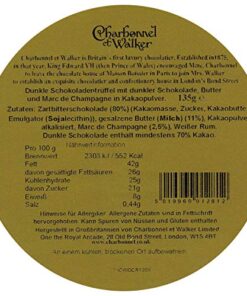 Charbonnel
et Walker
Charbonnel et Walker is Britain's first luxury chocolatier. Established in 1875,
in that year, King Edward VII (then Prince of Wales) encouraged Mme. Charbonnel
to leave the chocolate house of Maison Boissier in Paris to join Mrs. Walker
to establish an exquisite chocolatier and confectionery house in London's Bond Street
Dunkle Schokoladentrüffel mit dunkler Schokolade, Butter
und Marc de Champagne in Kakaopulver. 135g e
Zutaten: Zartbitterschokolade (80%) (Kakaomasse, Zucker, Kakaobutter
Emulgator (Sojalecithin)), gesalzene Butter (Milch) (11%), Kakaopulver
alkalisiert, Marc de Champagne (2.5%), Weißer Rum.
Dunkle Schokolade enthält mindestens 70% Kakao.
Nährwertinformation
Pro 100 g
Brennwert 2303 kJ / 552 Kcal
Fett 42g
davon gesättigte Fettsäuren 26g
Kohlenhydrate 25g
davon Zucker 21g
Eiweiß 8g
Salz 0.44g
Hinweise für Allergiker: Allergene Zutaten sind in Fettschrift
hervorgehoben. Kann Spuren von Nüssen und Gluten enthalten
Hergestellt in Großbritannien von Charbonnel et Walker Ltd
One The Royal Arcade, 28 Old Bond Street, London, W1S 4BT
www.charbonnel.co.uk
An einem kühlen, trockenen Ort aufbewahren.